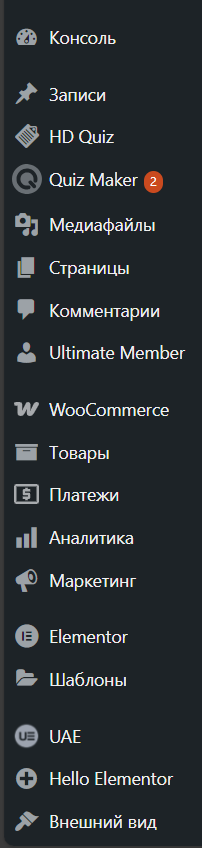 Консоль
Записи
HD Quiz
Quiz Maker 2
Медиафайлы
Страницы
Комментарии
Ultimate Member
WooCommerce
Товары
Платежи
Аналитика
Маркетинг
Elementor
Шаблоны
UAE
Hello Elementor
Внешний вид